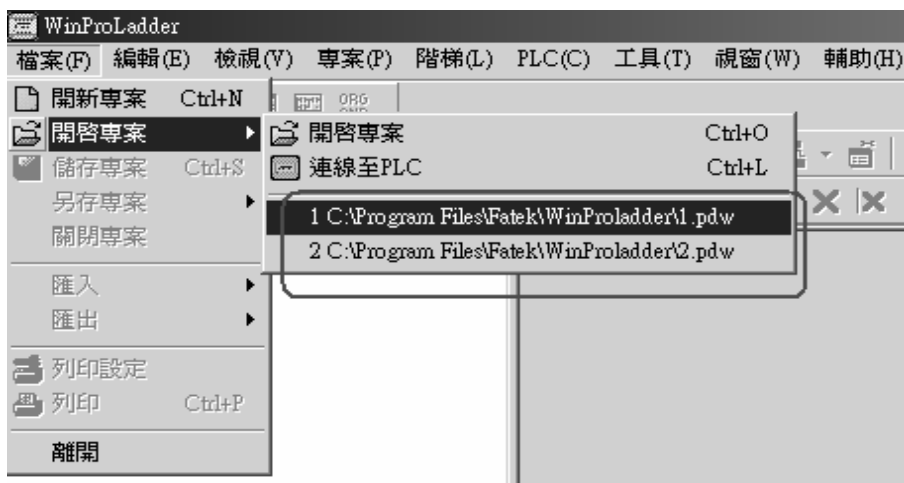 WinProLadder
檔案(F) 編輯(E) 檢視(V) 專案(P) 階梯(L) PLC(C) 工具(T) 視窗(W) 輔助(H)
開新專案 Ctrl+N
開啓專案
儲存專案 Ctrl+S
另存專案
關閉專案
匯入
匯出
列印設定
列印 Ctrl+P
離開
開啓專案 Ctrl+O
連線至PLC Ctrl+L
1 C:\Program Files\Fatek\WinProladder\1.pdw
2 C:\Program Files\Fatek\WinProladder\2.pdw